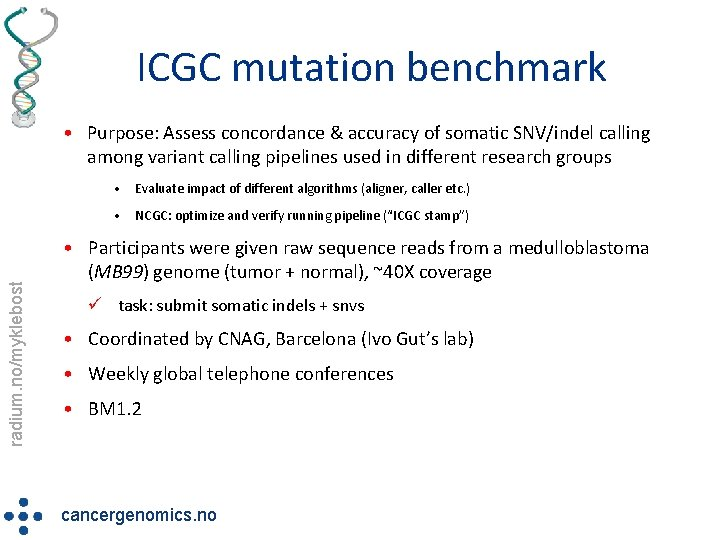 ICGC mutation benchmark
• Purpose: Assess concordance & accuracy of somatic SNV/indel calling
among variant calling pipelines used in different research groups
• Evaluate impact of different algorithms (aligner, caller etc.)
• NCGC: optimize and verify running pipeline (“ICGC stamp”)
• Participants were given raw sequence reads from a medulloblastoma
(MB99) genome (tumor + normal), ~40X coverage
✓ task: submit somatic indels + snvs
• Coordinated by CNAG, Barcelona (Ivo Gut’s lab)
• Weekly global telephone conferences
• BM1.2
radium.no/myklebost
cancergenomics.no